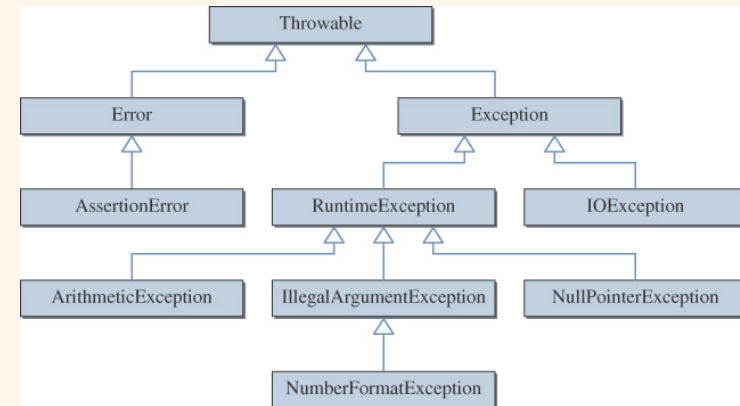 Throwable
Error
Exception
AssertionError
RuntimeException
IOException
ArithmeticException
IllegalArgumentException
NullPointerException
NumberFormatException